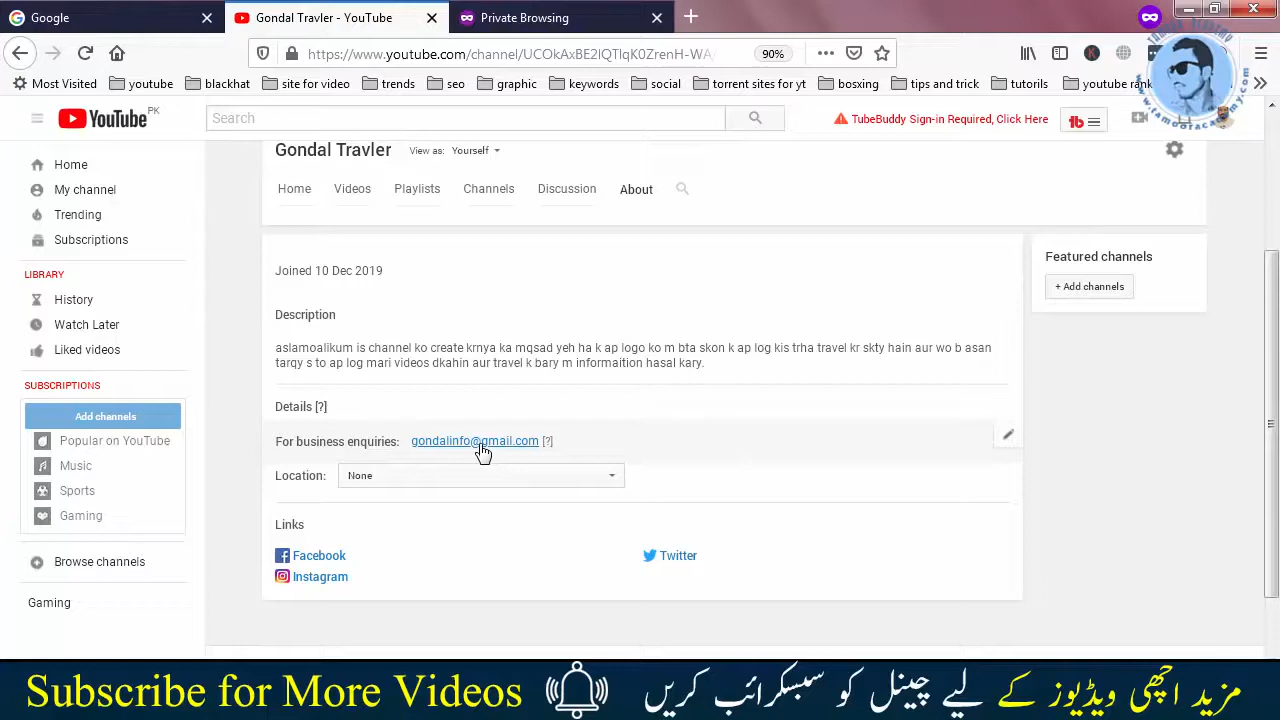 Google
Gondal Travler - YouTube
Private Browsing
https://www.youtube.com/channel/UCOkAxBE2lQTlqK0ZrenH-WA
90%
Most Visited
youtube
blackhat
site for video
trends
seo
graphic
keywords
social
torrent sites for yt
bosxing
tips and trick
tutorils
youtube rank
www.tamooracademy.com
YouTube PK
Search
TubeBuddy Sign-in Required, Click Here
tb
Home
My channel
Trending
Subscriptions
LIBRARY
History
Watch Later
Liked videos
SUBSCRIPTIONS
Add channels
Popular on YouTube
Music
Sports
Gaming
Browse channels
Gaming
Gondal Travler
View as: Yourself
Home
Videos
Playlists
Channels
Discussion
About
Joined 10 Dec 2019
Description
aslamoalikum is channel ko create krnya ka mqsad yeh ha k ap logo ko m bta skon k ap log kis trha travel kr skty hain aur wo b asan
tarqy s to ap log mari videos dkahin aur travel k bary m informaition hasal kary.
Details [?]
For business enquiries: gondalinfo@gmail.com [?]
Location: None
Links
Facebook
Twitter
Instagram
Featured channels
+ Add channels
Subscribe for More Videos
مزید اچھی ویڈیوز کے لیے چینل کو سبسکرائب کریں